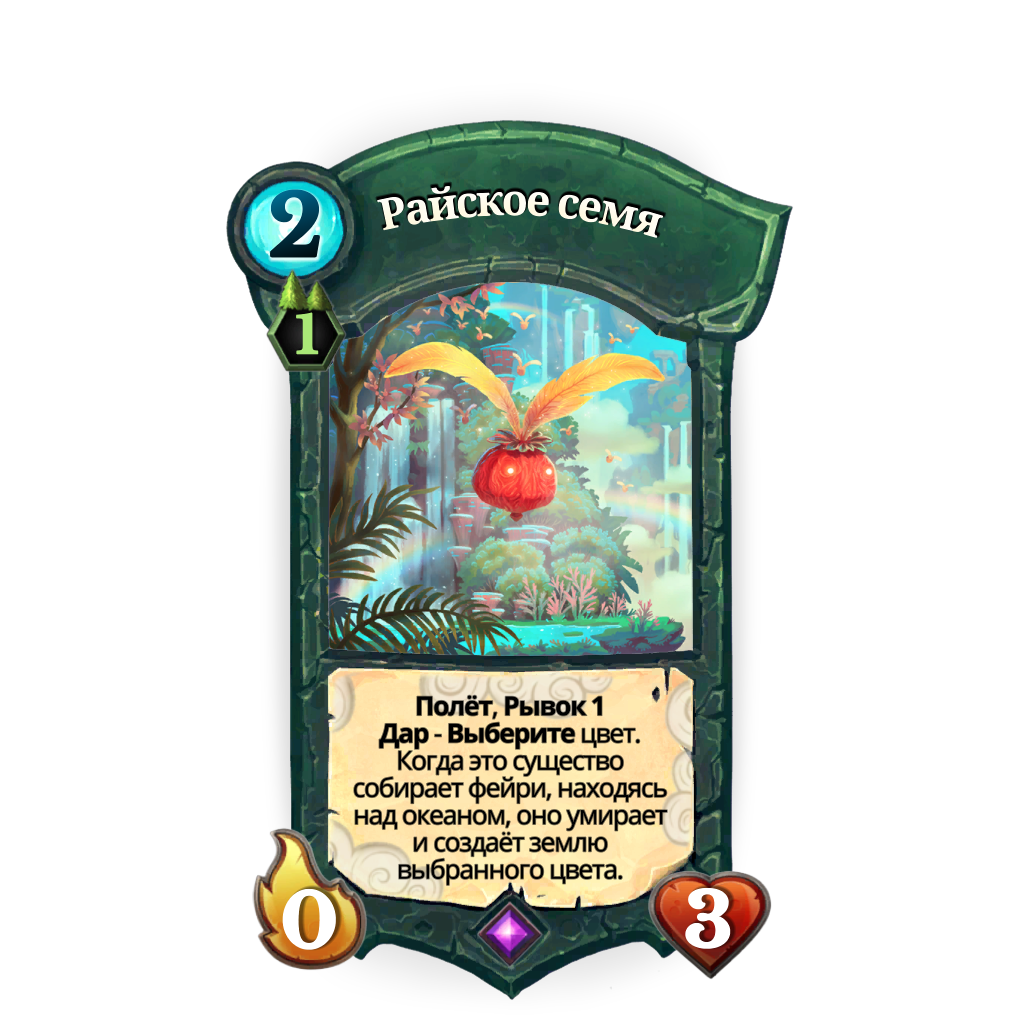 2
Райское семя
1
Полёт, Рывок 1
Дар - Выберите цвет.
Когда это существо
собирает фейри, находясь
над океаном, оно умирает
и создаёт землю
выбранного цвета.
0
3